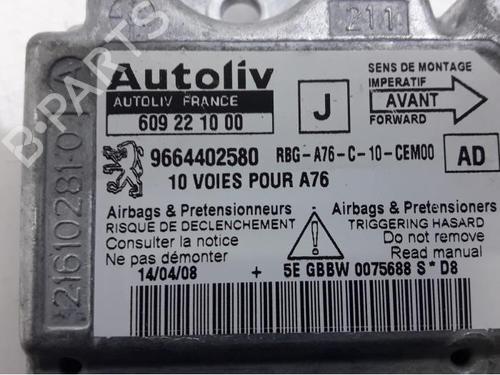 211
Autoliv
AUTOLIV FRANCE
609 22 10 00
J
SENS DE MONTAGE
IMPERATIF
AVANT
FORWARD
9664402580 RBG-A76-C-10-CEM00 AD
10 VOIES POUR A76
Airbags & Pretensionneurs
RISQUE DE DECLENCHEMENT
Consulter la notice
Ne pas démonter
Airbags & Pretensioners
TRIGGERING HASARD
Do not remove
Read manual
14/04/08 + 5E GBBW 0075688 S * D8
21610281-0
B-PARTS